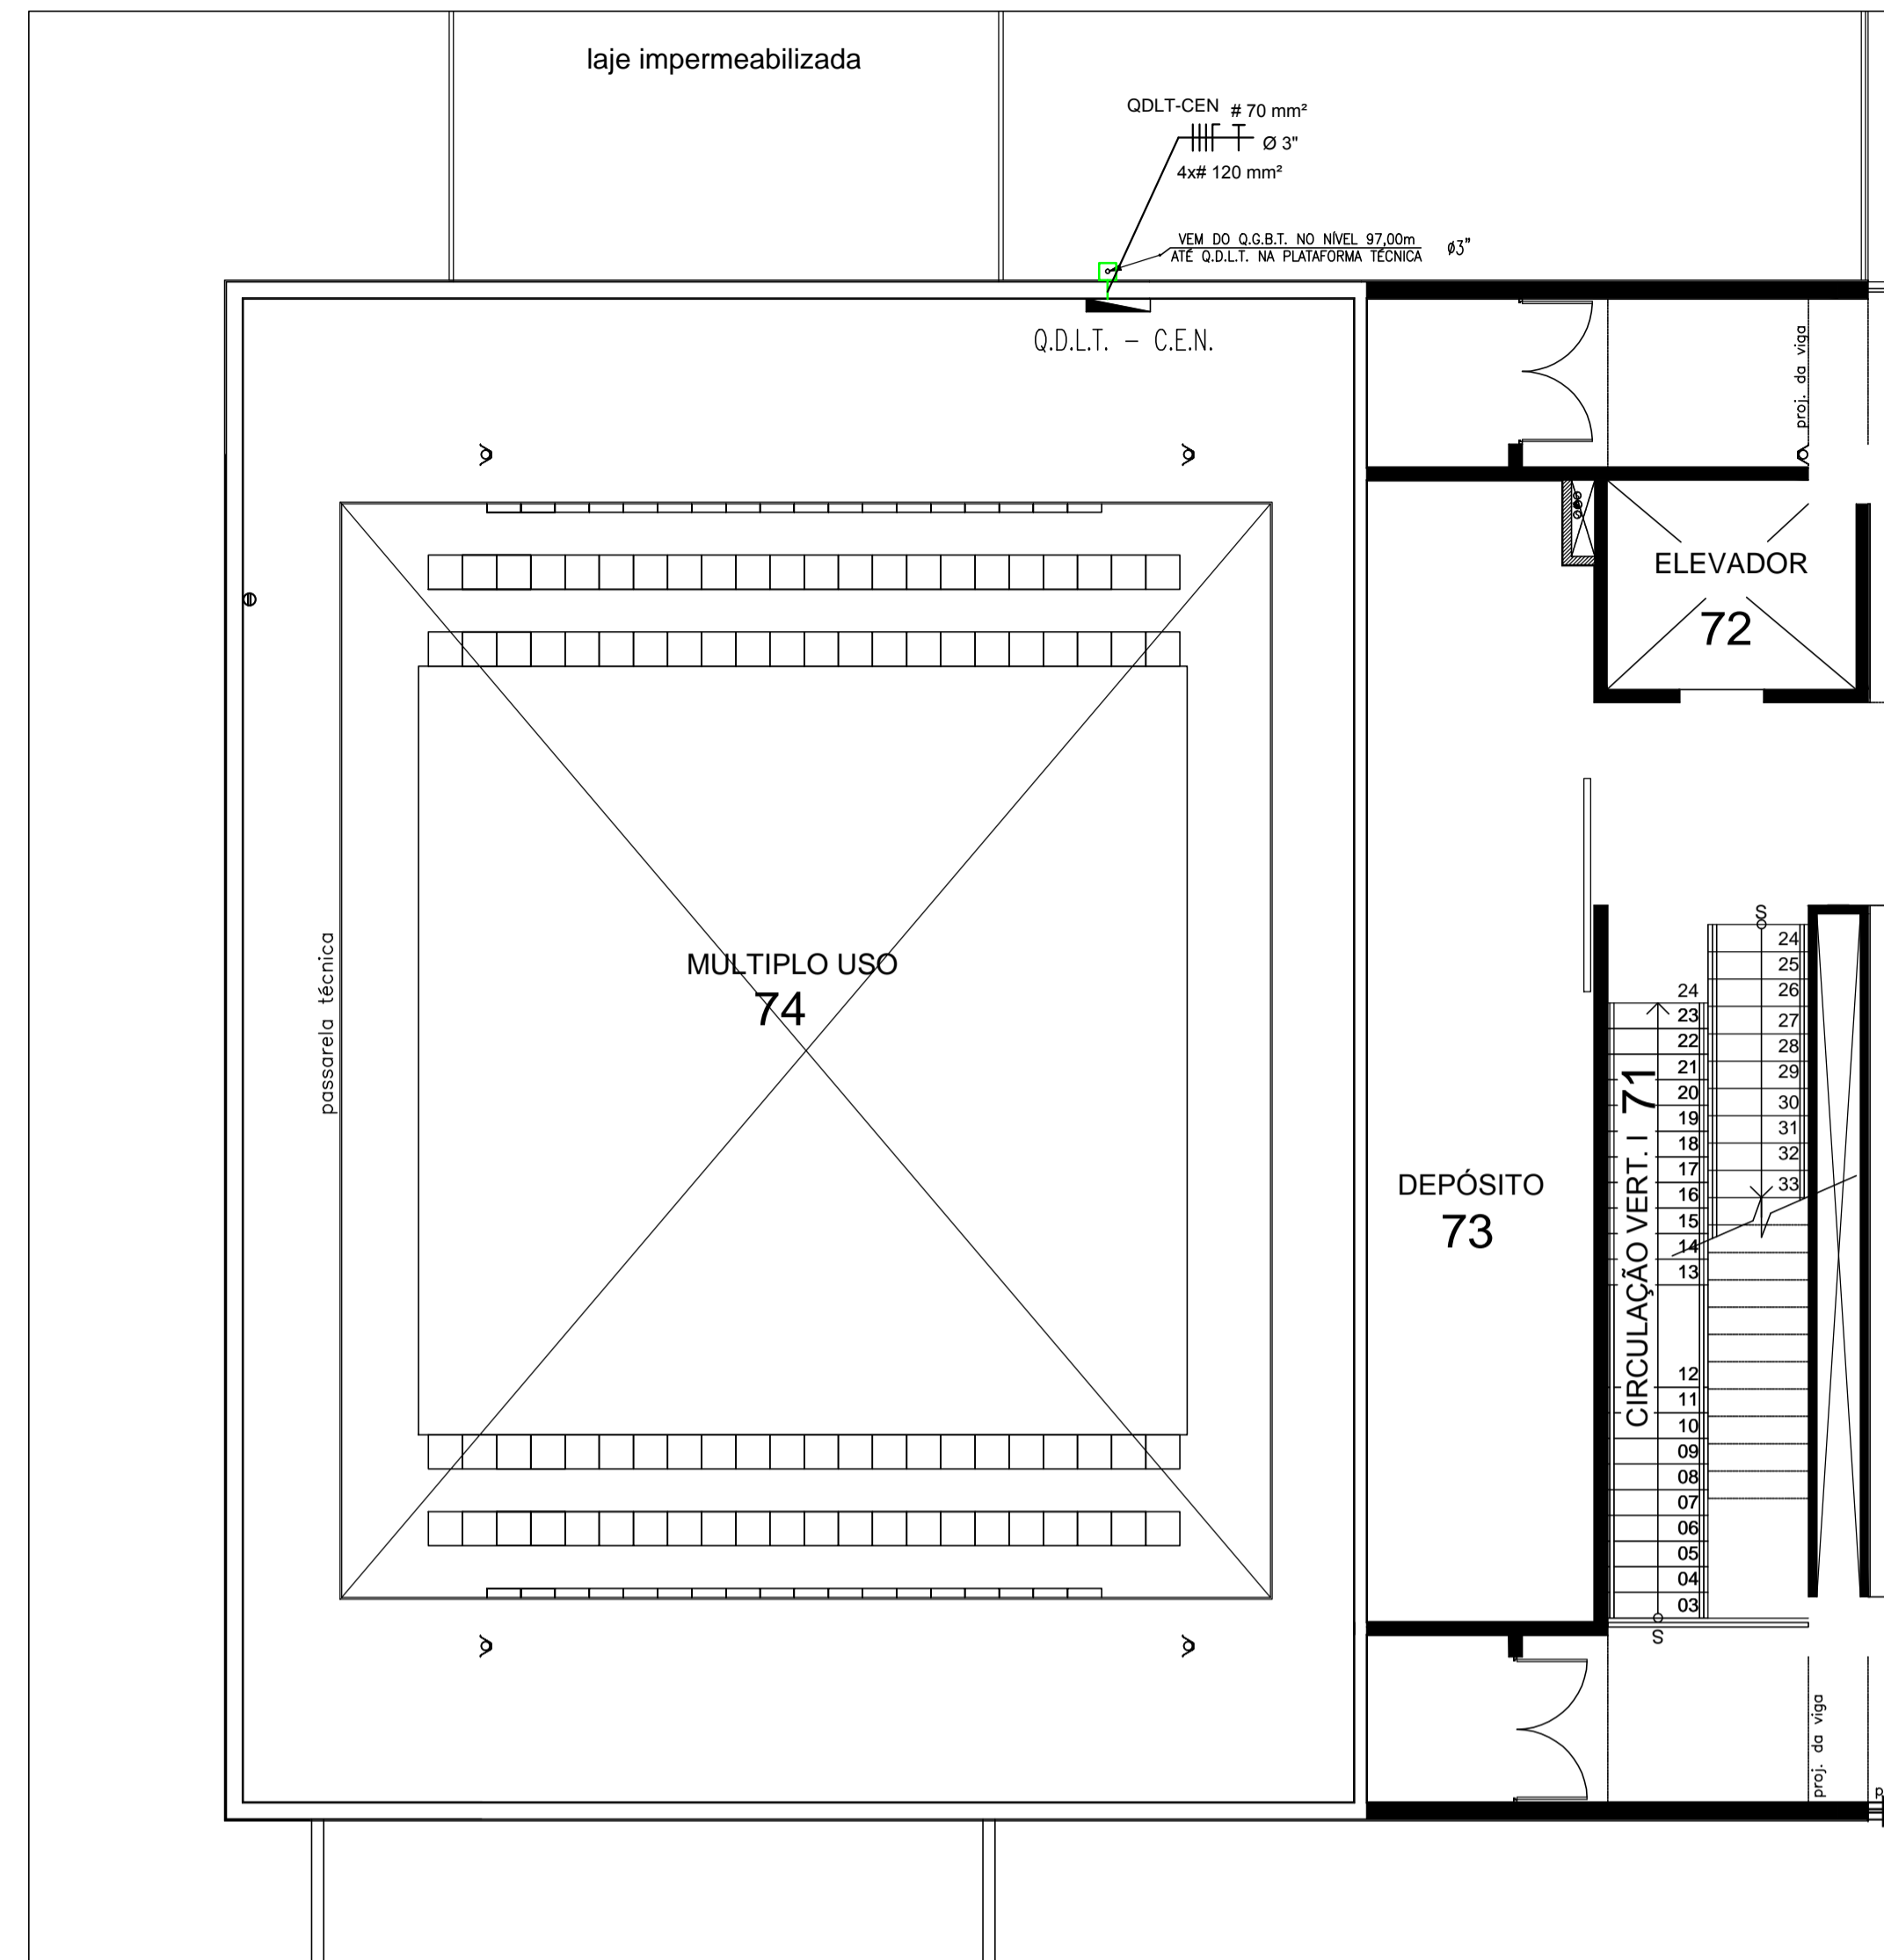 laje impermeabilizada
QDLT-CEN # 70 mm²
Ø 3"
4x# 120 mm²
VEM DO Q.G.B.T. NO NÍVEL 97,00m
ATÉ Q.D.L.T. NA PLATAFORMA TÉCNICA
ø3"
Q.D.L.T. – C.E.N.
proj. da viga
ELEVADOR
72
passarela técnica
MULTIPLO USO
74
DEPÓSITO
73
CIRCULAÇÃO VERT. I 71
S
24
25
26
27
28
29
30
31
32
33
24
23
22
21
20
19
18
17
16
15
14
13
12
11
10
09
08
07
06
05
04
03
S
proj. da viga